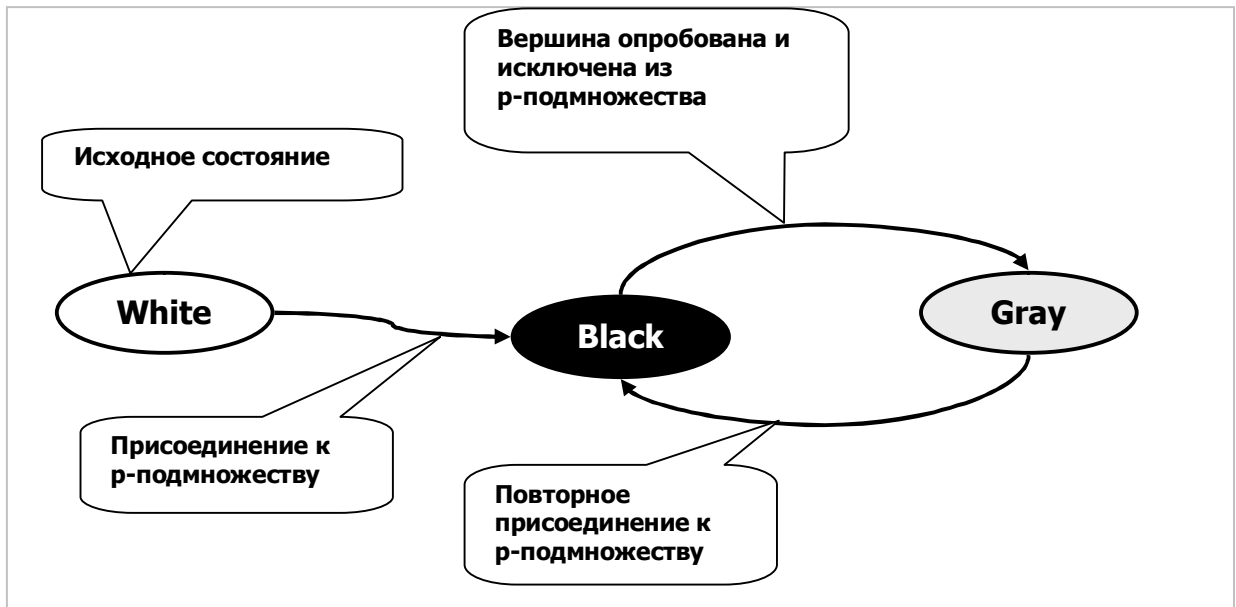 Вершина опробована и
исключена из
р-подмножества
Исходное состояние
White
Black
Gray
Присоединение к
р-подмножеству
Повторное
присоединение к
р-подмножеству